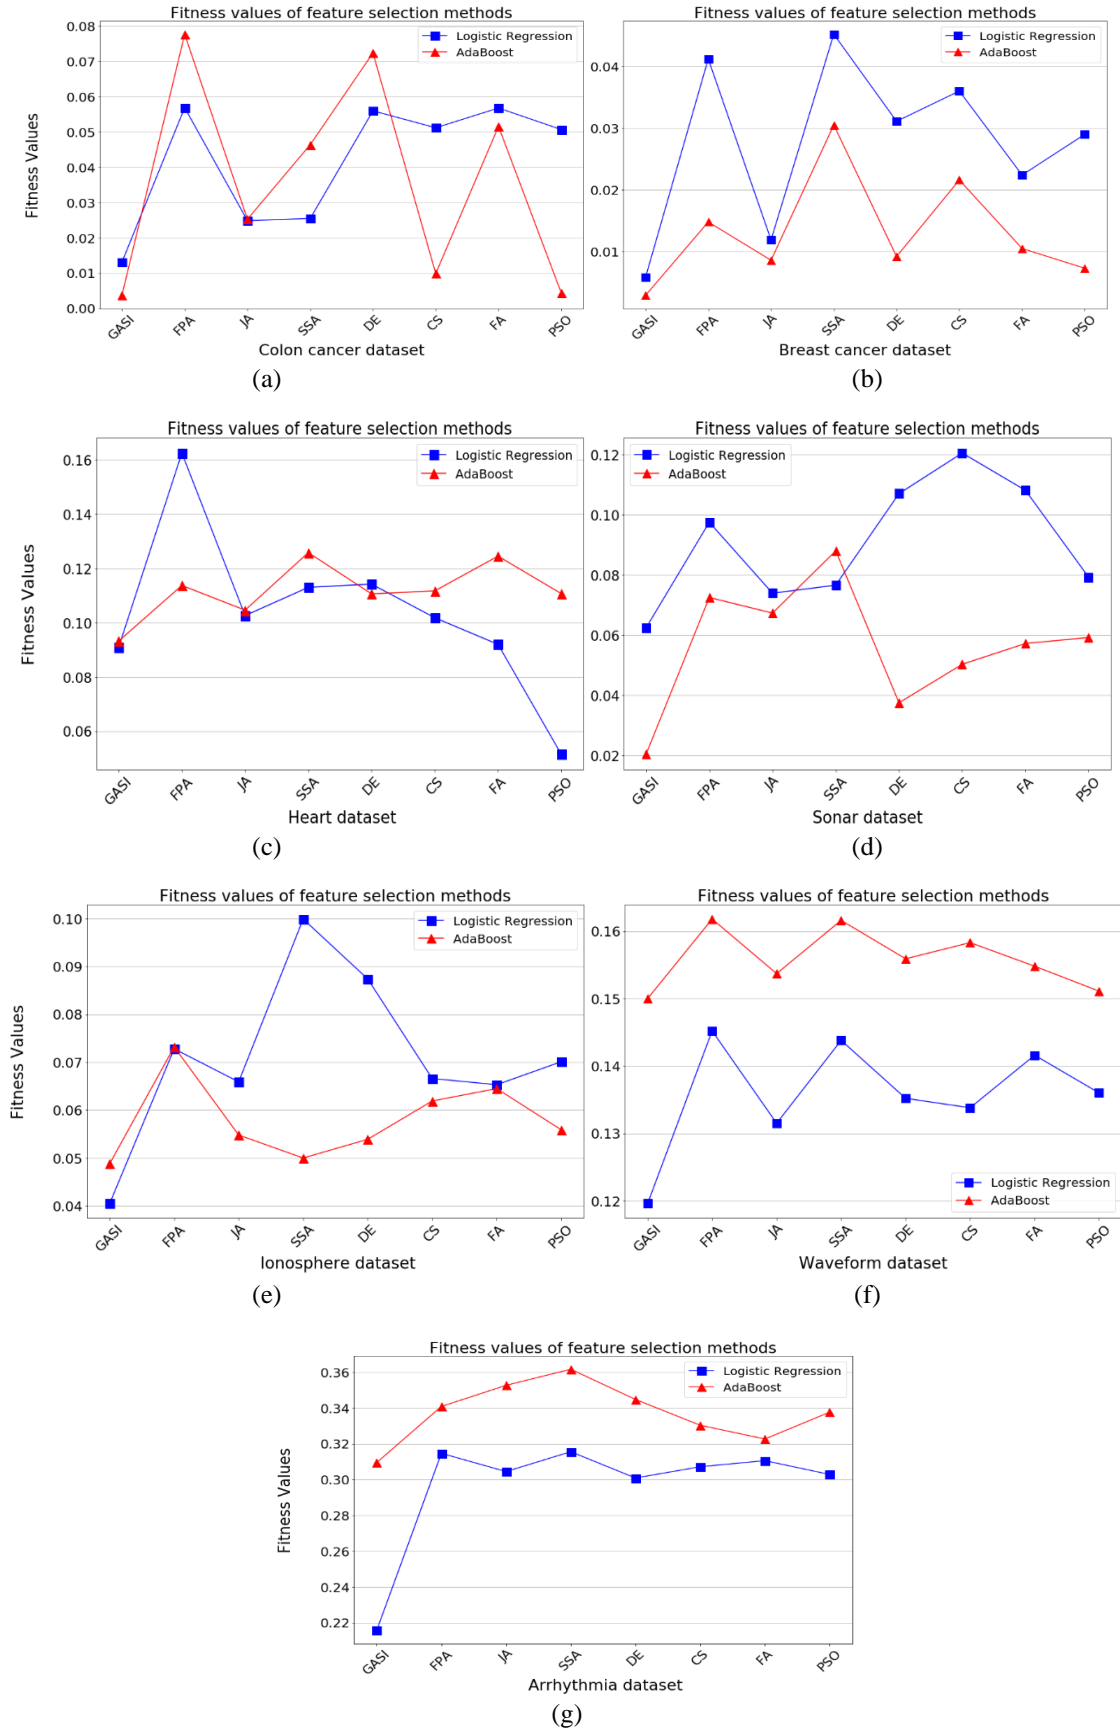 Fitness values of feature selection methods
Fitness Values
0.08
0.07
0.06
0.05
0.04
0.03
0.02
0.01
0.00
Logistic Regression
AdaBoost
GASI FPA JA SSA DE CS FA PSO
Colon cancer dataset
(a)
Fitness values of feature selection methods
0.04
0.03
0.02
0.01
Logistic Regression
AdaBoost
GASI FPA JA SSA DE CS FA PSO
Breast cancer dataset
(b)
Fitness values of feature selection methods
Fitness Values
0.16
0.14
0.12
0.10
0.08
0.06
Logistic Regression
AdaBoost
GASI FPA JA SSA DE CS FA PSO
Heart dataset
(c)
Fitness values of feature selection methods
0.12
0.10
0.08
0.06
0.04
0.02
Logistic Regression
AdaBoost
GASI FPA JA SSA DE CS FA PSO
Sonar dataset
(d)
Fitness values of feature selection methods
Fitness Values
0.10
0.09
0.08
0.07
0.06
0.05
0.04
Logistic Regression
AdaBoost
GASI FPA JA SSA DE CS FA PSO
Ionosphere dataset
(e)
Fitness values of feature selection methods
0.16
0.15
0.14
0.13
0.12
Logistic Regression
AdaBoost
GASI FPA JA SSA DE CS FA PSO
Waveform dataset
(f)
Fitness values of feature selection methods
Fitness Values
0.36
0.34
0.32
0.30
0.28
0.26
0.24
0.22
Logistic Regression
AdaBoost
GASI FPA JA SSA DE CS FA PSO
Arrhythmia dataset
(g)